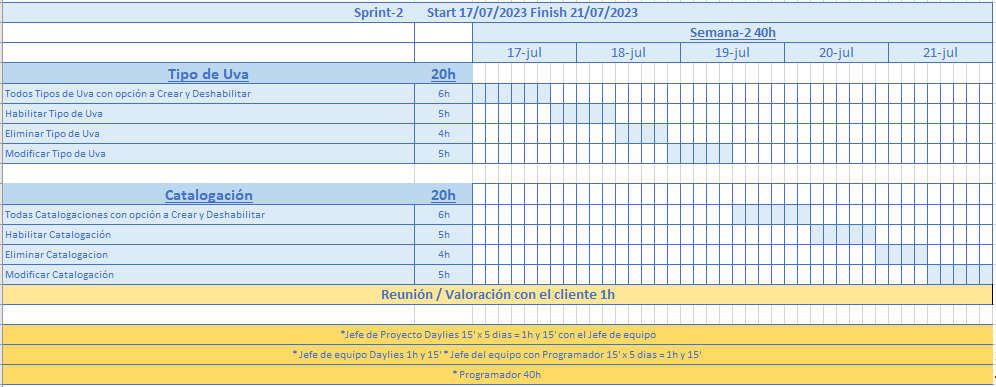 Sprint-2 Start 17/07/2023 Finish 21/07/2023
Semana-2 40h
17-jul 18-jul 19-jul 20-jul 21-jul
Tipo de Uva 20h
Todos Tipos de Uva con opción a Crear y Deshabilitar 6h
Habilitar Tipo de Uva 5h
Eliminar Tipo de Uva 4h
Modificar Tipo de Uva 5h
Catalogación 20h
Todas Catalogaciones con opción a Crear y Deshabilitar 6h
Habilitar Catalogación 5h
Eliminar Catalogacion 4h
Modificar Catalogación 5h
Reunión / Valoración con el cliente 1h
*Jefe de Proyecto Daylies 15' x 5 dias = 1h y 15' con el Jefe de equipo
* Jefe de equipo Daylies 1h y 15' * Jefe del equipo con Programador 15' x 5 dias = 1h y 15'
* Programador 40h